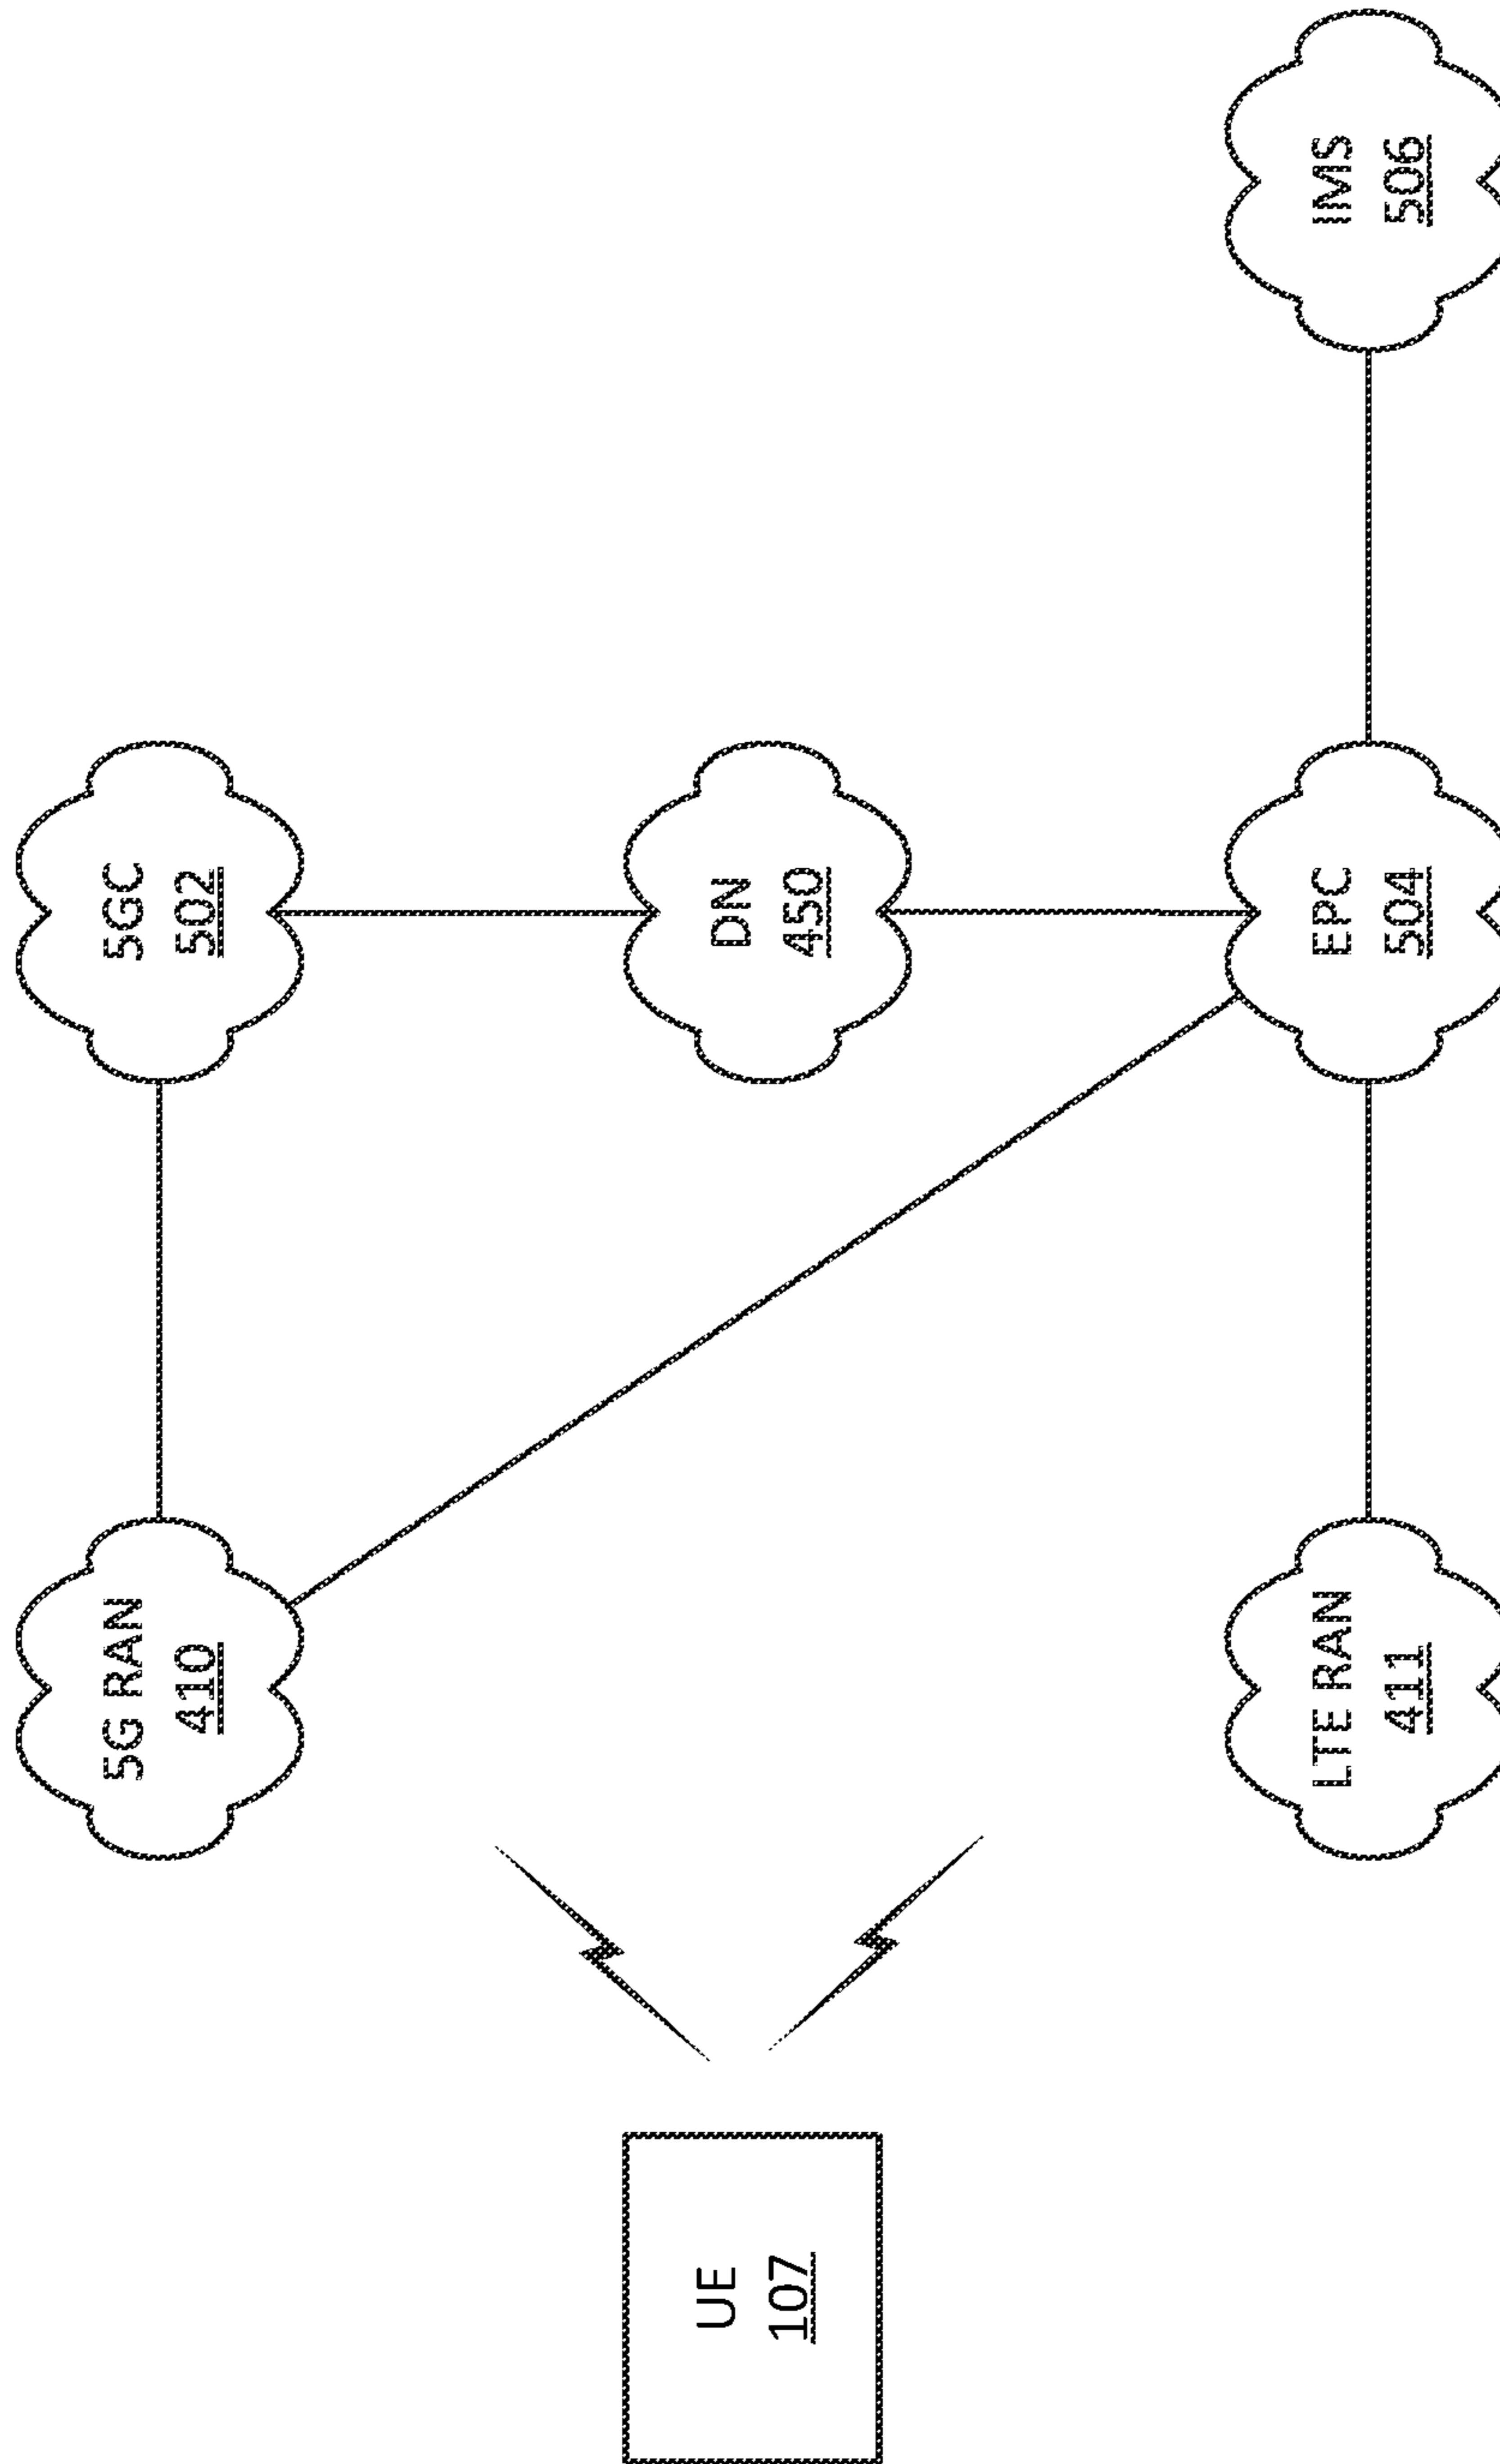 5G RAN
410
5GC
502
UE
107
DN
450
LTE RAN
411
EPC
504
IMS
506